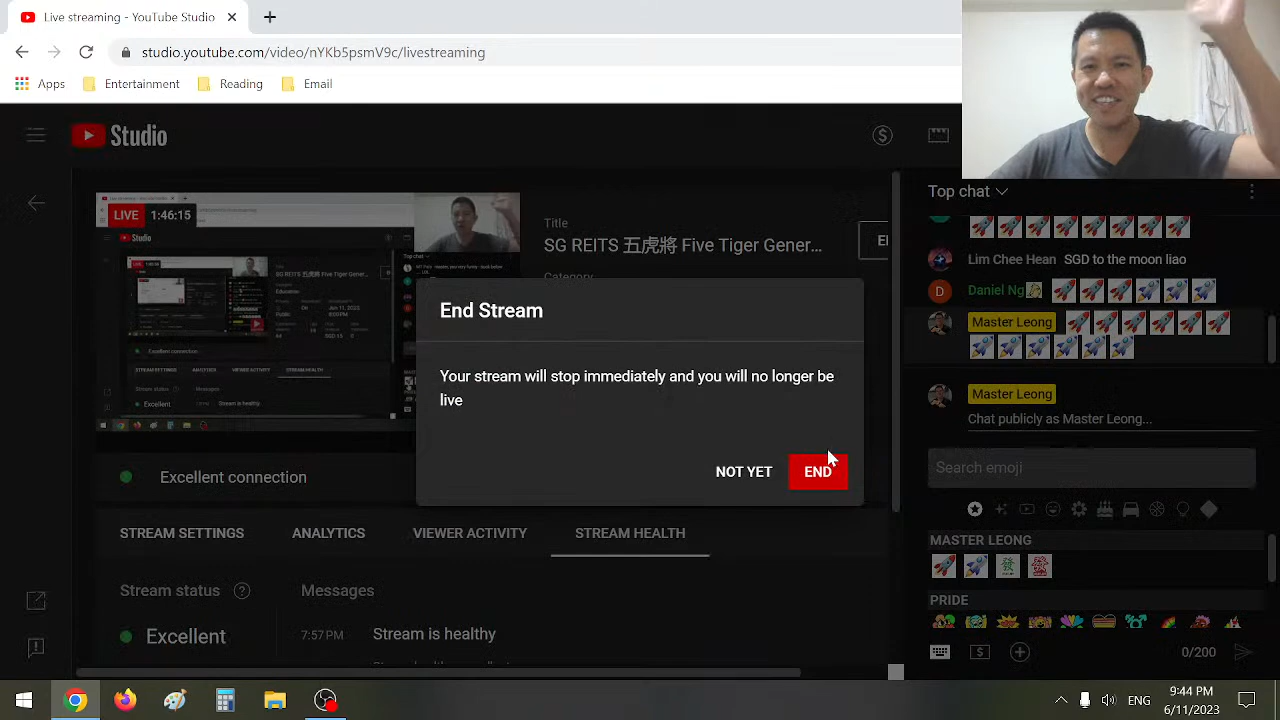 Live streaming - YouTube Studio
studio.youtube.com/video/nYKb5psmV9c/livestreaming
Apps
Entertainment
Reading
Email
Studio
Top chat
LIVE
1:46:15
Studio
Title
SG REITS 五虎將 Five Tiger Gener...
Category
Lim Chee Hean SGD to the moon liao
Daniel Ng
Master Leong
Master Leong
Chat publicly as Master Leong...
End Stream
Your stream will stop immediately and you will no longer be
live
NOT YET
END
Search emoji
Excellent connection
STREAM SETTINGS
ANALYTICS
VIEWER ACTIVITY
STREAM HEALTH
MASTER LEONG
發
PRIDE
Stream status
Messages
Excellent
7:57 PM
Stream is healthy
0/200
ENG
9:44 PM
6/11/2023